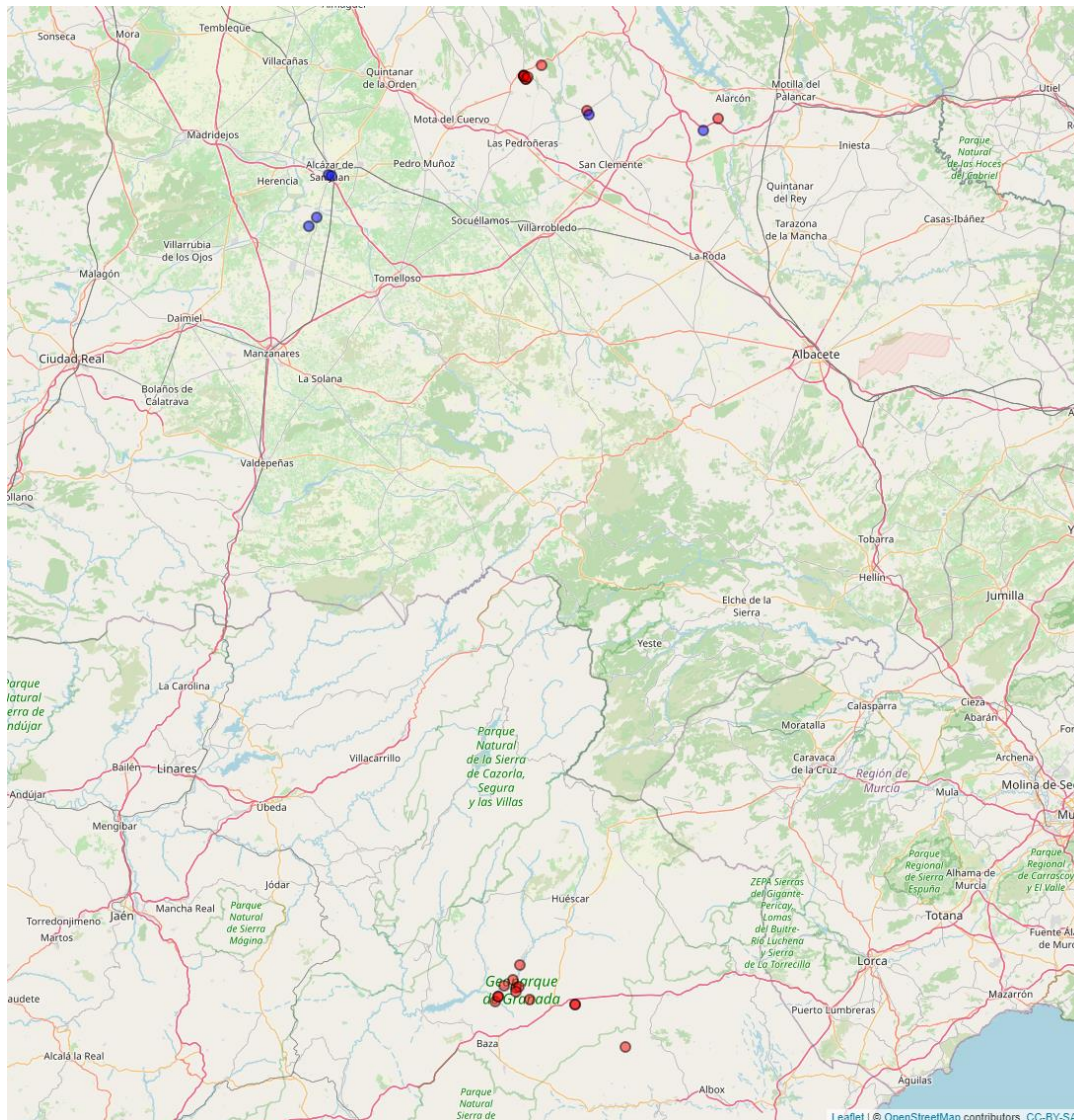 Sonseca
Mora
Tembleque
Villacañas
Quintanar
de la Orden
Madridejos
Mota del Cuervo
Las Pedroñeras
Alarcón
Motilla del
Palancar
Utiel
Iniesta
Parque
Natural
de las Hoces
del Cabriel
Alcázar de
San Juan
Herencia
Pedro Muñoz
San Clemente
Quintanar
del Rey
Casas-Ibáñez
Tarazona
de la Mancha
Socuéllamos
Villarrobledo
Villarrubia
de los Ojos
La Roda
Malagón
Tomelloso
Daimiel
Ciudad Real
Manzanares
Albacete
La Solana
Bolaños de
Calatrava
Valdepeñas
ollano
Tobarra
Hellín
Jumilla
Elche de la
Sierra
Yeste
Parque
Natural
ierra de
ndújar
La Carolina
Calasparra
Cieza
Abarán
Moratalla
Parque
Natural
de la Sierra
de Cazorla,
Segura
y las Villas
Villacarrillo
Caravaca
de la Cruz
Región de
Murcia
Archena
Molina de Se
Mula
Mu
Bailén
Linares
Andújar
Úbeda
Mengíbar
Parque
Regional
de Sierra
Espuña
Parque
Regional
de Carrascoy
y El Valle
Alhama de
Murcia
Jódar
Huéscar
ZEPA Sierras
del Gigante-
Pericay,
Lomas
del Buitre-
Río Luchena
y Sierra
de La Torrecilla
Mancha Real
Jaén
Torredonjimeno
Martos
Parque
Natural
de Sierra
Mágina
Totana
Lorca
Geoparque
de Granada
Mazarrón
Puerto Lumbreras
audete
Baza
Alcalá la Real
Águilas
Albox
Parque
Natural
Sierra de
Leaflet | © OpenStreetMap contributors, CC-BY-SA